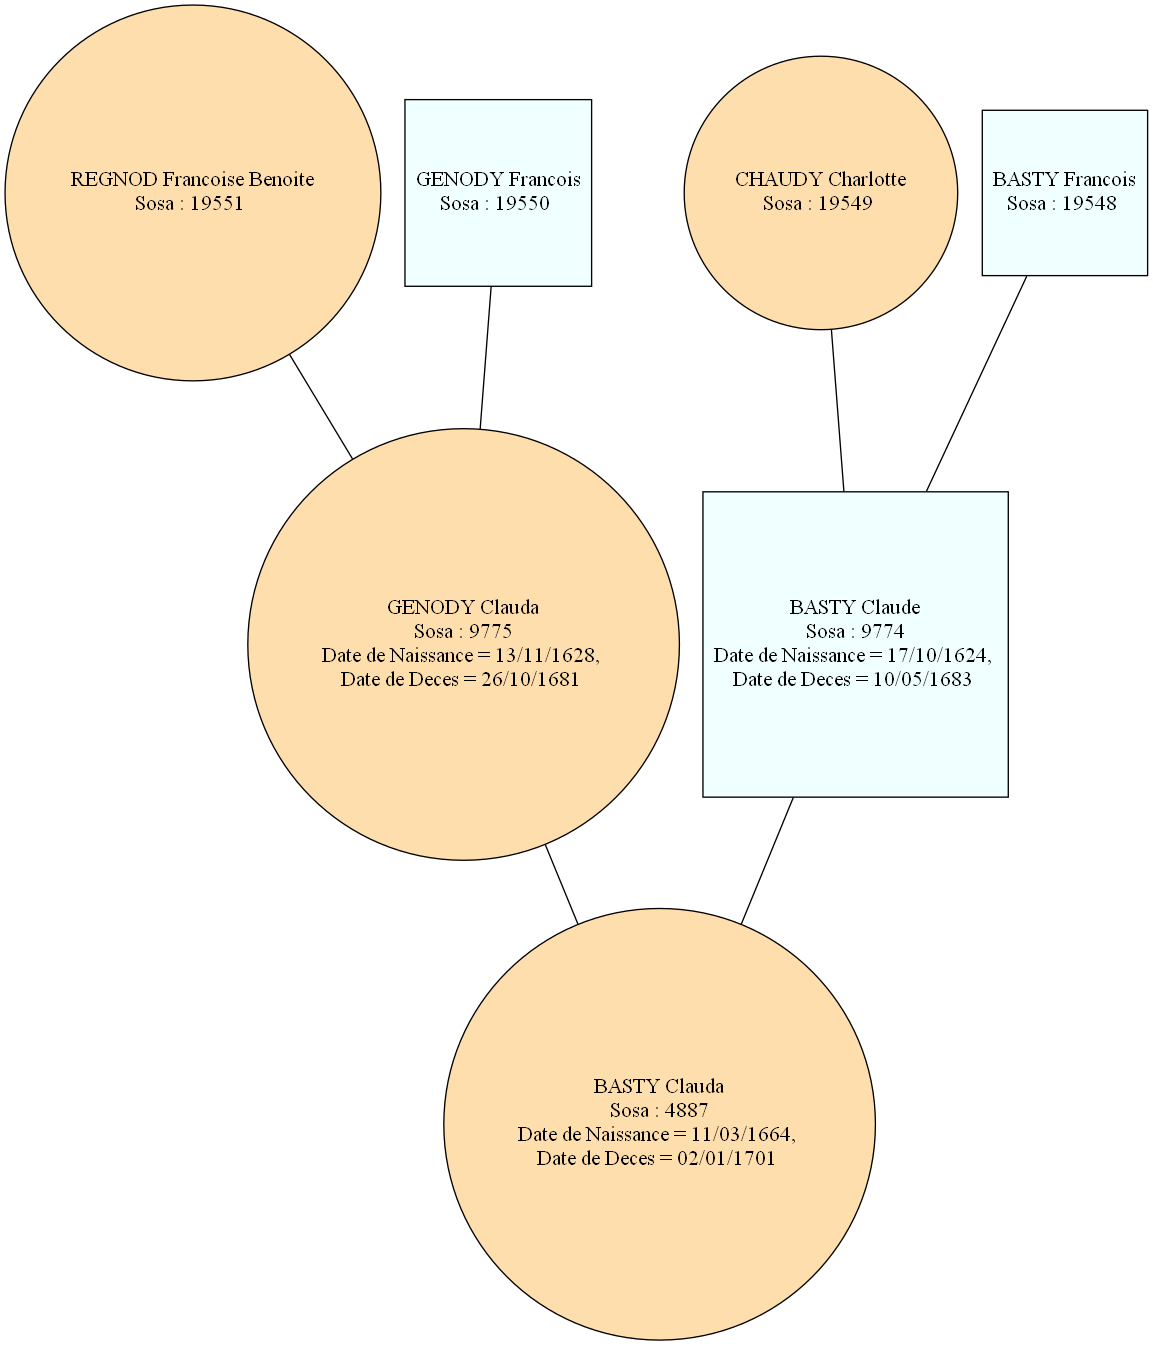 REGNOD Francoise Benoite
Sosa : 19551
GENODY Francois
Sosa : 19550
CHAUDY Charlotte
Sosa : 19549
BASTY Francois
Sosa : 19548
GENODY Clauda
Sosa : 9775
Date de Naissance = 13/11/1628,
Date de Deces = 26/10/1681
BASTY Claude
Sosa : 9774
Date de Naissance = 17/10/1624,
Date de Deces = 10/05/1683
BASTY Clauda
Sosa : 4887
Date de Naissance = 11/03/1664,
Date de Deces = 02/01/1701